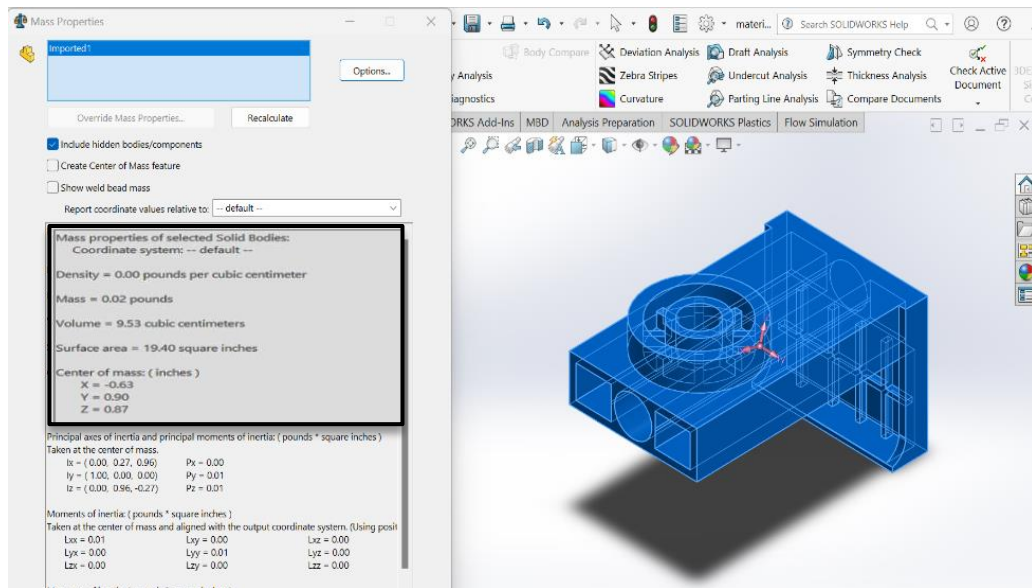 Mass Properties
materi...
Search SOLIDWORKS Help
Imported1
Options...
Override Mass Properties...
Recalculate
Include hidden bodies/components
Create Center of Mass feature
Show weld bead mass
Report coordinate values relative to: -- default --
Mass properties of selected Solid Bodies:
Coordinate system: -- default --
Density = 0.00 pounds per cubic centimeter
Mass = 0.02 pounds
Volume = 9.53 cubic centimeters
Surface area = 19.40 square inches
Center of mass: ( inches )
X = -0.63
Y = 0.90
Z = 0.87
Principal axes of inertia and principal moments of inertia: ( pounds * square inches )
Taken at the center of mass.
Ix = ( 0.00, 0.27, 0.96) Px = 0.00
Iy = ( 1.00, 0.00, 0.00) Py = 0.01
Iz = ( 0.00, 0.96, -0.27) Pz = 0.01
Moments of inertia: ( pounds * square inches )
Taken at the center of mass and aligned with the output coordinate system. (Using posit
Lxx = 0.01 Lxy = 0.00 Lxz = 0.00
Lyx = 0.00 Lyy = 0.01 Lyz = 0.00
Lzx = 0.00 Lzy = 0.00 Lzz = 0.00
Body Compare Deviation Analysis Draft Analysis Symmetry Check
y Analysis Zebra Stripes Undercut Analysis Thickness Analysis Check Active
Document
iagnostics Curvature Parting Line Analysis Compare Documents
ORKS Add-Ins MBD Analysis Preparation SOLIDWORKS Plastics Flow Simulation